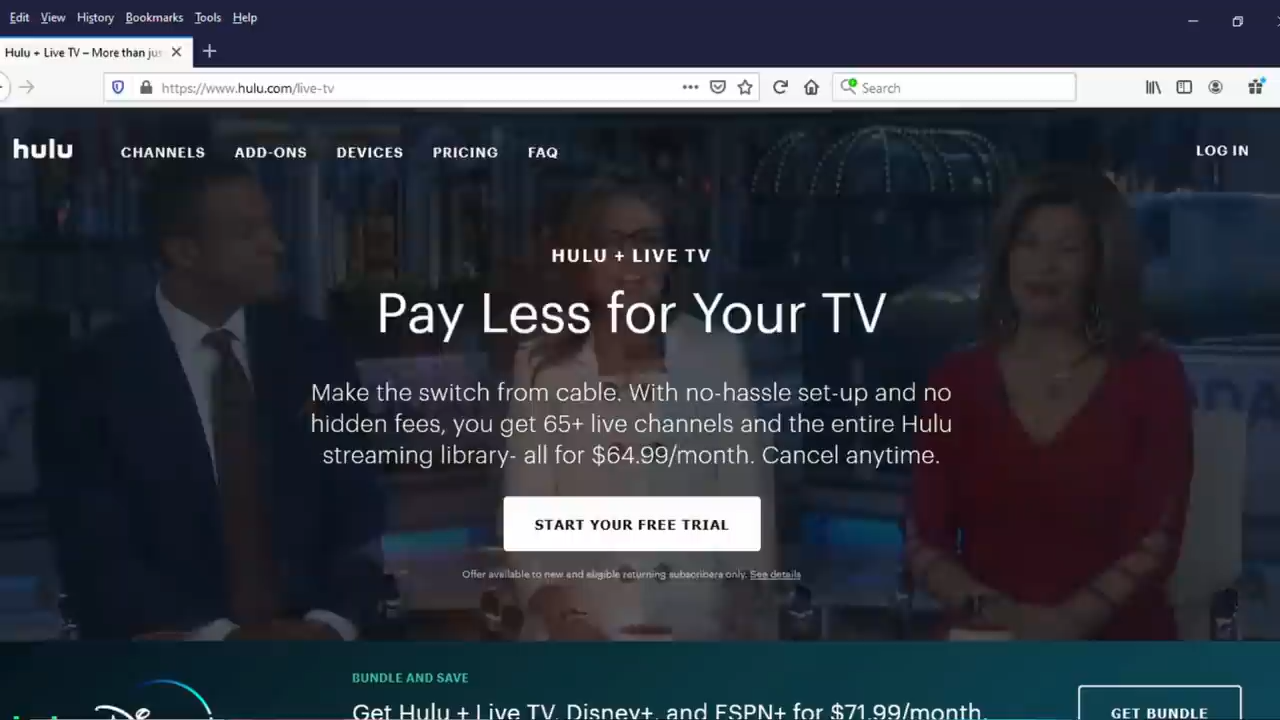 Edit View History Bookmarks Tools Help
Hulu + Live TV – More than jus
https://www.hulu.com/live-tv
Search
hulu CHANNELS ADD-ONS DEVICES PRICING FAQ LOG IN
HULU + LIVE TV
Pay Less for Your TV
Make the switch from cable. With no-hassle set-up and no
hidden fees, you get 65+ live channels and the entire Hulu
streaming library- all for $64.99/month. Cancel anytime.
START YOUR FREE TRIAL
Offer available to new and eligible returning subscribers only. See details
BUNDLE AND SAVE
Get Hulu + Live TV, Disney+, and ESPN+ for $71.99/month.
GET BUNDLE